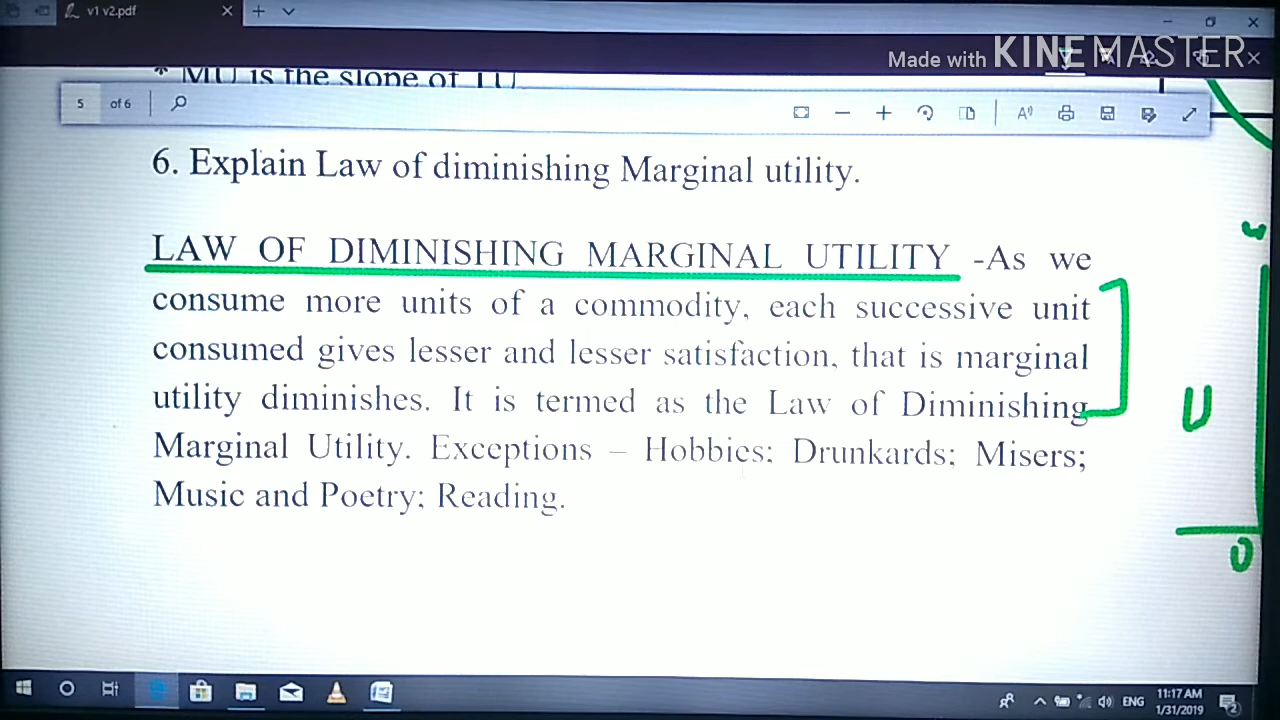 v1 v2.pdf
Made with KINEMASTER
* MU is the slope of TU
5 of 6
6. Explain Law of diminishing Marginal utility.
LAW OF DIMINISHING MARGINAL UTILITY -As we
consume more units of a commodity, each successive unit
consumed gives lesser and lesser satisfaction, that is marginal
utility diminishes. It is termed as the Law of Diminishing
Marginal Utility. Exceptions – Hobbies; Drunkards; Misers;
Music and Poetry; Reading.
U
0
ENG
11:17 AM
1/31/2019